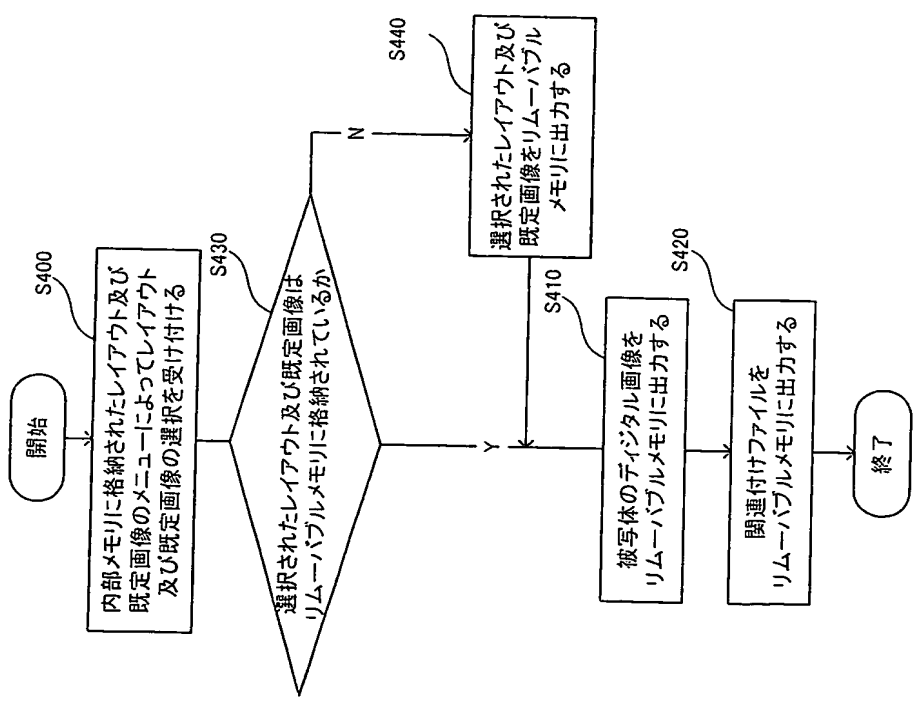 開始
S400
内部メモリに格納されたレイアウト及び
既定画像のメニューによってレイアウト
及び既定画像の選択を受け付ける
S430
選択されたレイアウト及び既定画像は
リムーバブルメモリに格納されているか
N
S440
選択されたレイアウト及び
既定画像をリムーバブル
メモリに出力する
Y
S410
被写体のディジタル画像を
リムーバブルメモリに出力する
S420
関連付けファイルを
リムーバブルメモリに出力する
終了